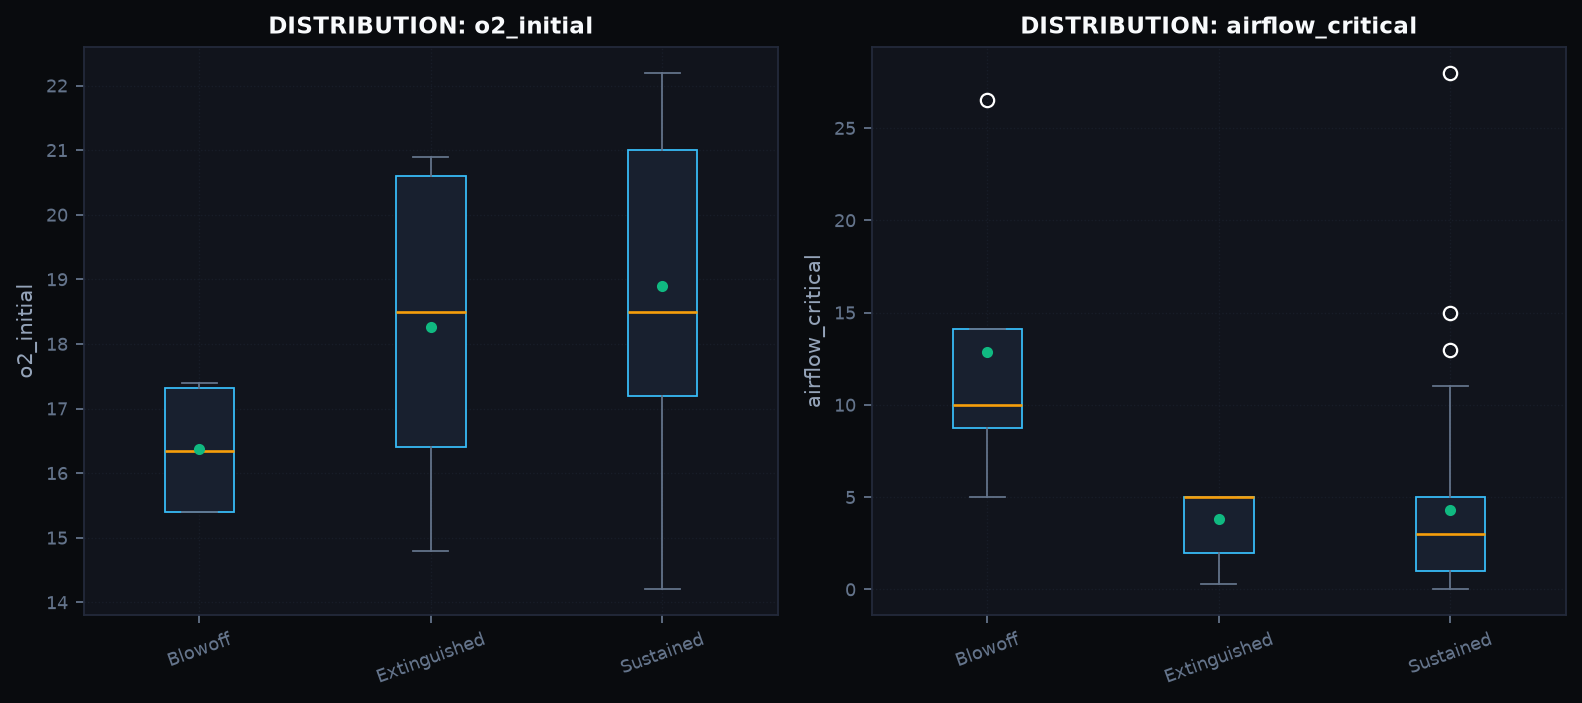 DISTRIBUTION: o2_initial
o2_initial
22
21
20
19
18
17
16
15
14
Blowoff
Extinguished
Sustained
DISTRIBUTION: airflow_critical
airflow_critical
25
20
15
10
5
0
Blowoff
Extinguished
Sustained